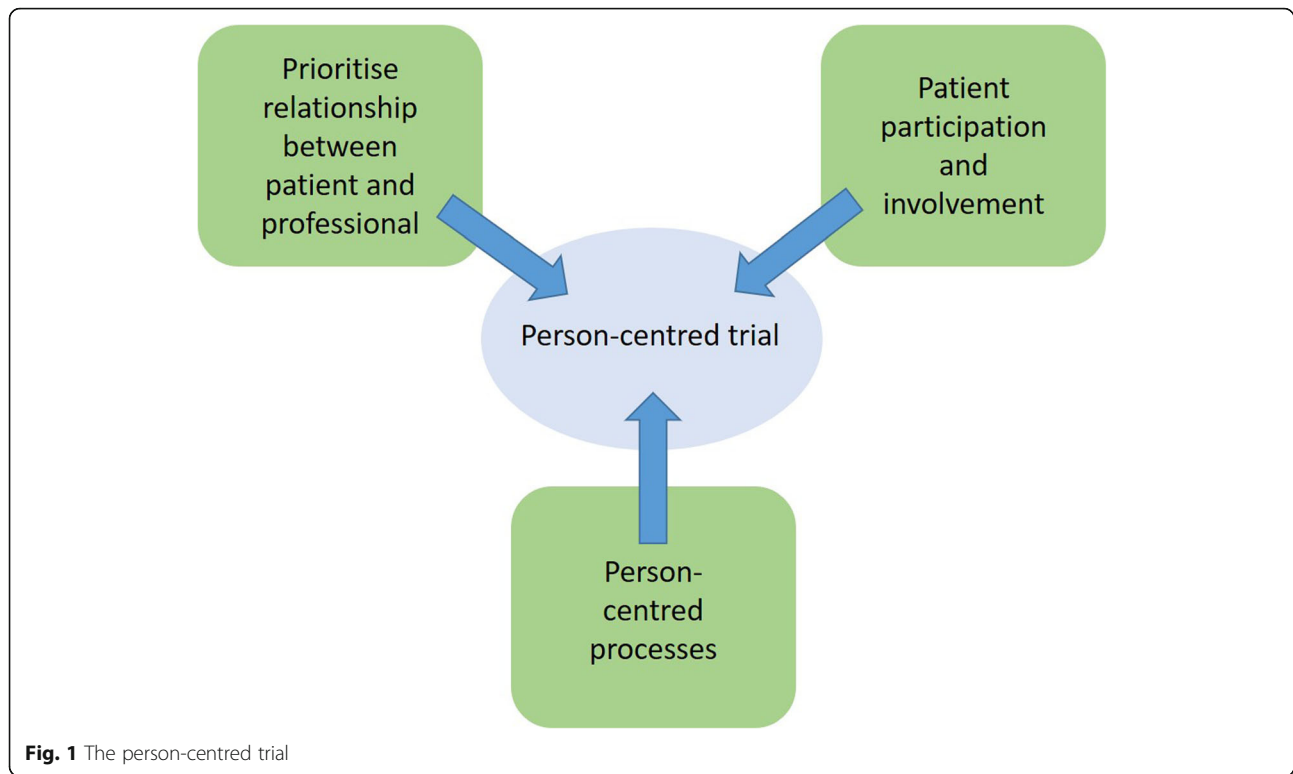 Prioritise
relationship
between
patient and
professional
Patient
participation
and
involvement
Person-centred trial
Person-
centred
processes
Fig. 1 The person-centred trial